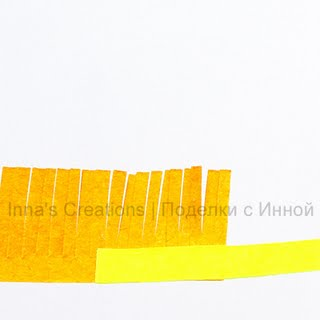 Inna's Creations | Поделки с Инной